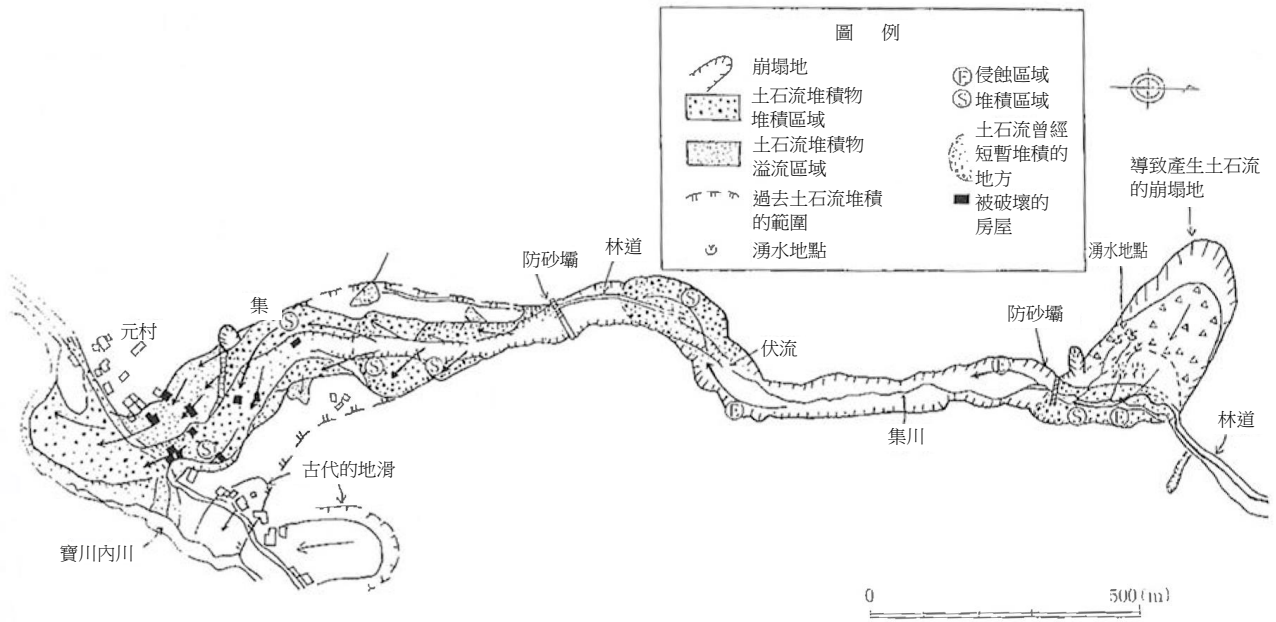 圖 例
崩塌地
土石流堆積物
堆積區域
土石流堆積物
溢流區域
過去土石流堆積
的範圍
湧水地點
E 侵蝕區域
S 堆積區域
土石流曾經
短暫堆積的
地方
被破壞的
房屋
導致產生土石流
的崩塌地
湧水地點
林道
防砂壩
防砂壩
集
S
S
元村
伏流
E
S
S
E
S
E
集川
林道
S
古代的地滑
寶川內川
0 500 (m)